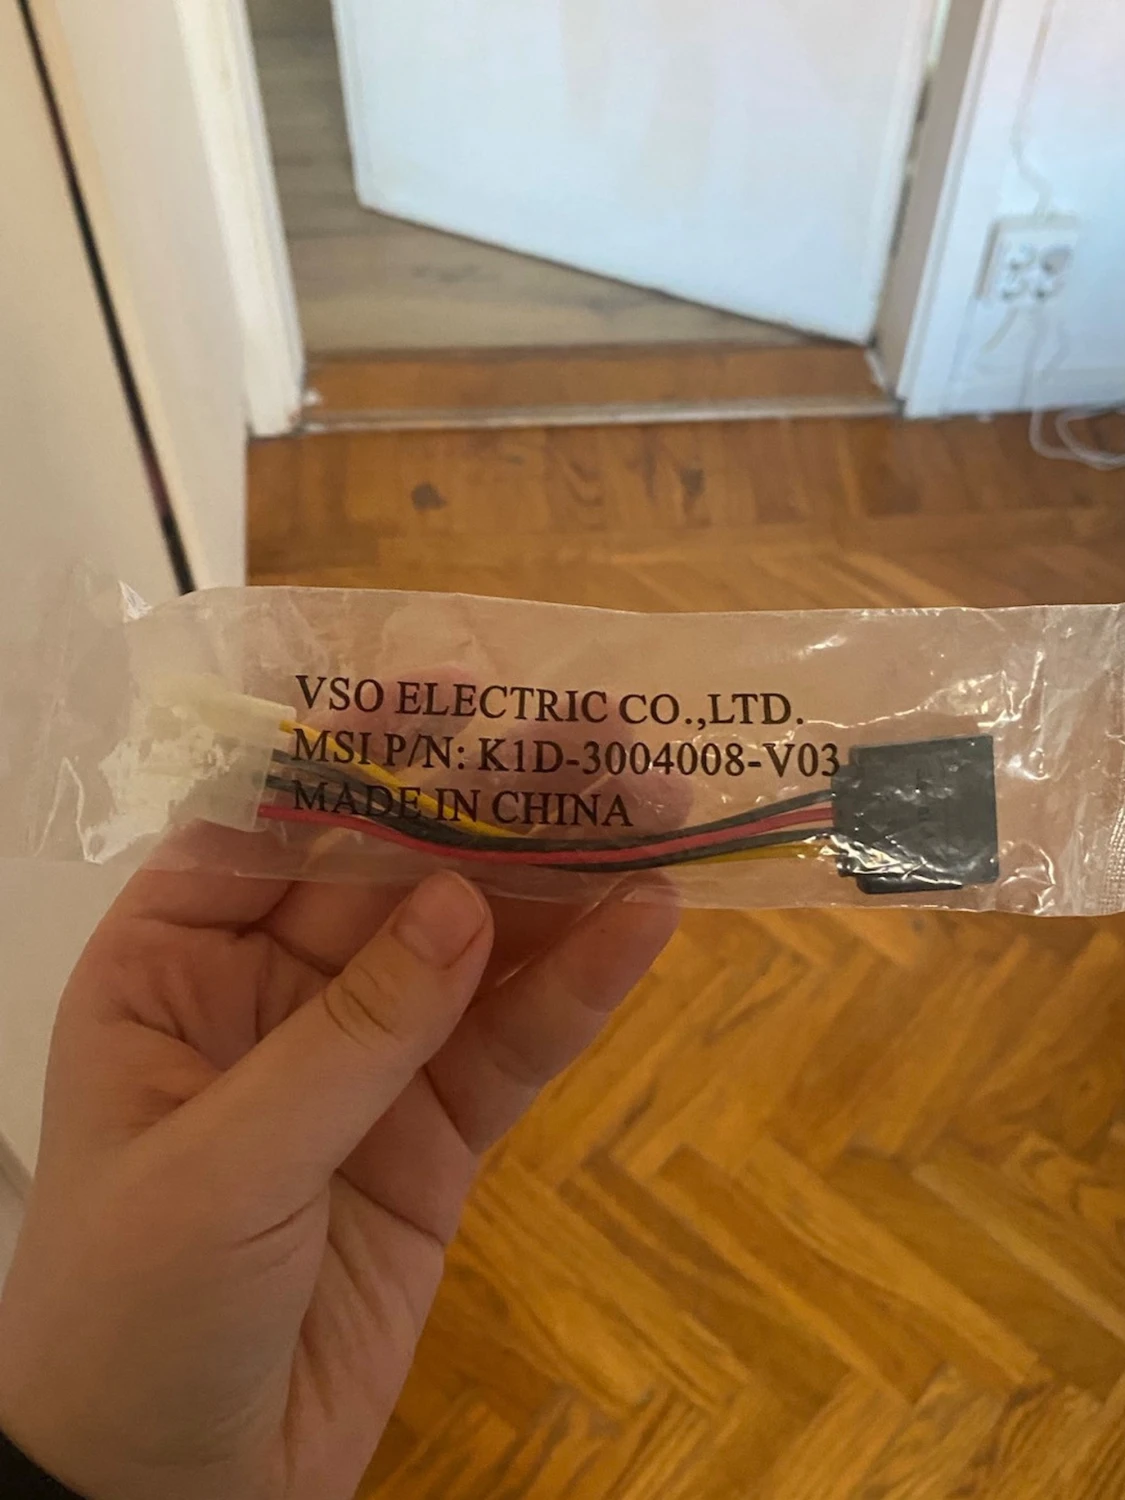 VSO ELECTRIC CO.,LTD.
MSI P/N: K1D-3004008-V03
MADE IN CHINA